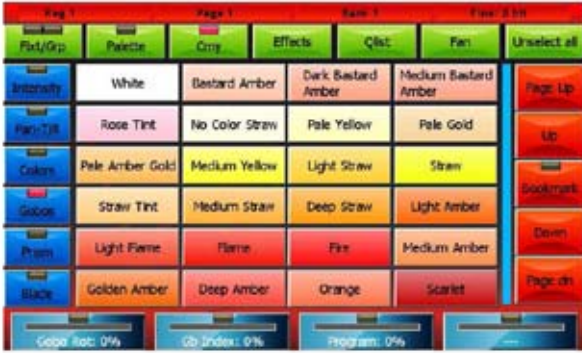 Page 1
Fixt/Grp Palette Cmy Effects Qlist Fan Unselect all
Intensity White Bastard Amber Dark Bastard Amber Medium Bastard Amber Page Up
Pan-Tilt Rose Tint No Color Straw Pale Yellow Pale Gold Up
Colors Pale Amber Gold Medium Yellow Light Straw Straw Bookmark
Gobos Straw Tint Medium Straw Deep Straw Light Amber Down
Prism Light Flame Flame Fire Medium Amber Page dn
Blade Golden Amber Deep Amber Orange Scarlet
Gobo Rot: 0% Gb Index: 0% Program: 0% ---